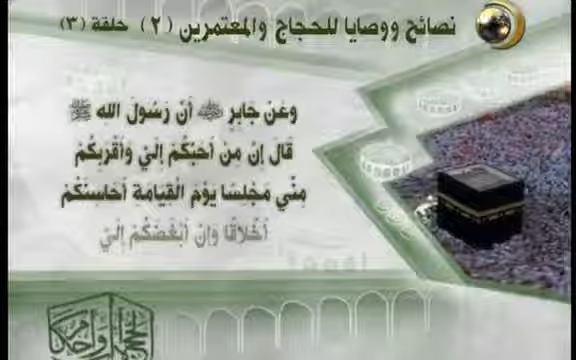 نصائح ووصايا للحجاج والمعتمرين (٢) حلقة (٣)
وعن جابر ﷺ أن رسول الله ﷺ
قال إن من أحبكم إلي وأقربكم
مني مجلسا يوم القيامة أحاسنكم
أخلاقا وإن أبغضكم إلي